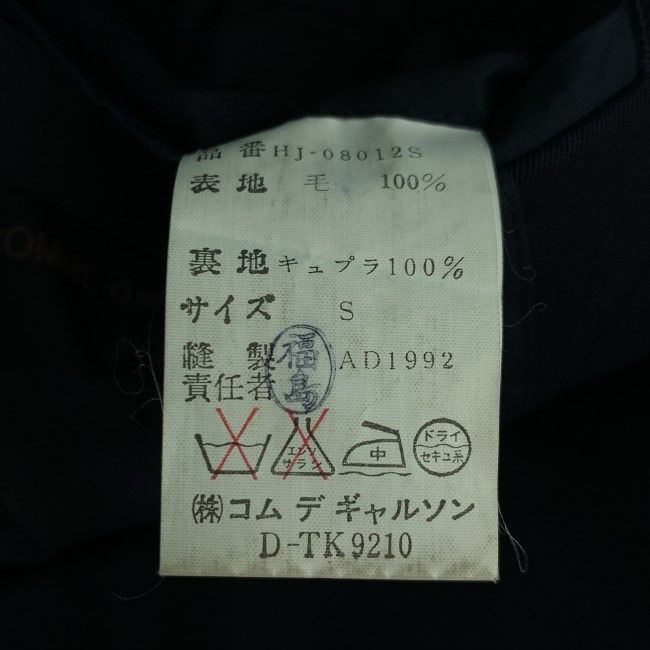 品 番 HJ-08012S
表 地 毛 100%
裏 地 キュプラ100%
サイズ S
縫 製 AD1992
責任者
福島
エンソ
サラシ
中
ドライ
セキユ系
㈱コム デ ギャルソン
D-TK9210